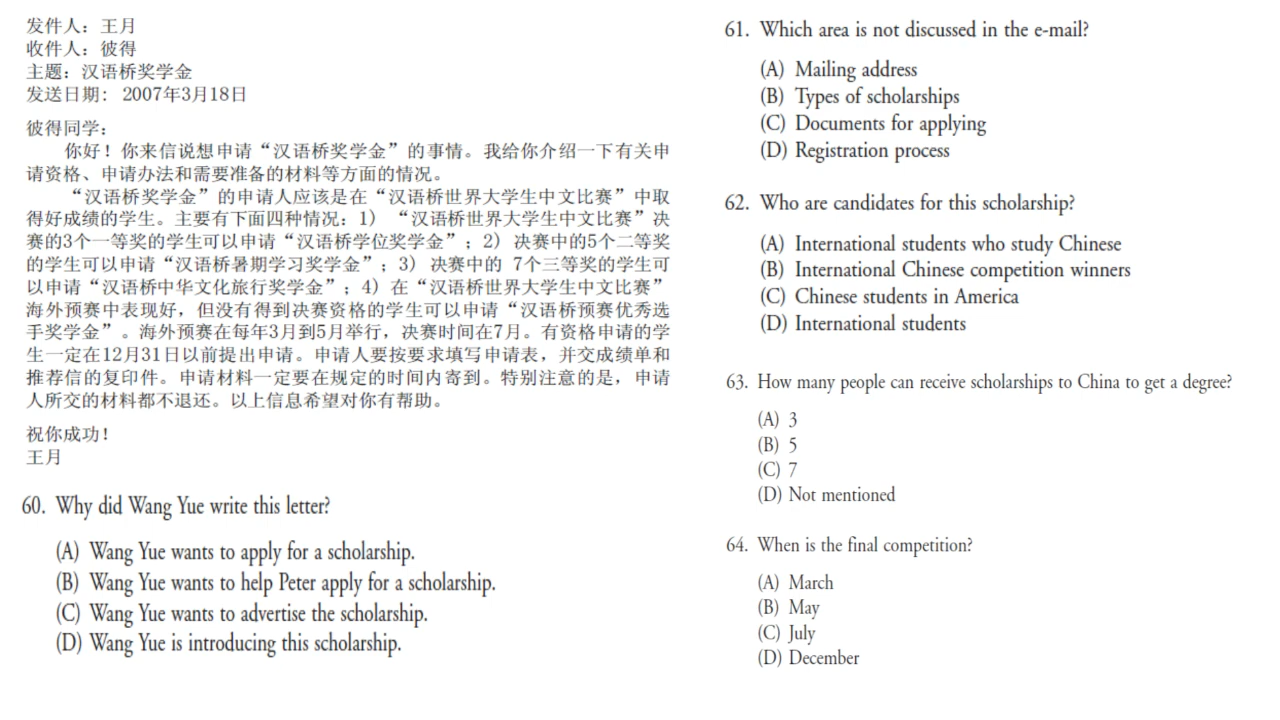 发件人：王月
收件人：彼得
主题：汉语桥奖学金
发送日期： 2007年3月18日
彼得同学：
你好！你来信说想申请“汉语桥奖学金”的事情。我给你介绍一下有关申
请资格、申请办法和需要准备的材料等方面的情况。
“汉语桥奖学金”的申请人应该是在“汉语桥世界大学生中文比赛”中取
得好成绩的学生。主要有下面四种情况：1） “汉语桥世界大学生中文比赛”决
赛的3个一等奖的学生可以申请“汉语桥学位奖学金”；2）决赛中的5个二等奖
的学生可以申请“汉语桥暑期学习奖学金”；3）决赛中的 7个三等奖的学生可
以申请“汉语桥中华文化旅行奖学金”；4）在“汉语桥世界大学生中文比赛”
海外预赛中表现好，但没有得到决赛资格的学生可以申请“汉语桥预赛优秀选
手奖学金”。海外预赛在每年3月到5月举行，决赛时间在7月。有资格申请的学
生一定在12月31日以前提出申请。申请人要按要求填写申请表，并交成绩单和
推荐信的复印件。申请材料一定要在规定的时间内寄到。特别注意的是，申请
人所交的材料都不退还。以上信息希望对你有帮助。
祝你成功！
王月
60. Why did Wang Yue write this letter?
(A) Wang Yue wants to apply for a scholarship.
(B) Wang Yue wants to help Peter apply for a scholarship.
(C) Wang Yue wants to advertise the scholarship.
(D) Wang Yue is introducing this scholarship.
61. Which area is not discussed in the e-mail?
(A) Mailing address
(B) Types of scholarships
(C) Documents for applying
(D) Registration process
62. Who are candidates for this scholarship?
(A) International students who study Chinese
(B) International Chinese competition winners
(C) Chinese students in America
(D) International students
63. How many people can receive scholarships to China to get a degree?
(A) 3
(B) 5
(C) 7
(D) Not mentioned
64. When is the final competition?
(A) March
(B) May
(C) July
(D) December